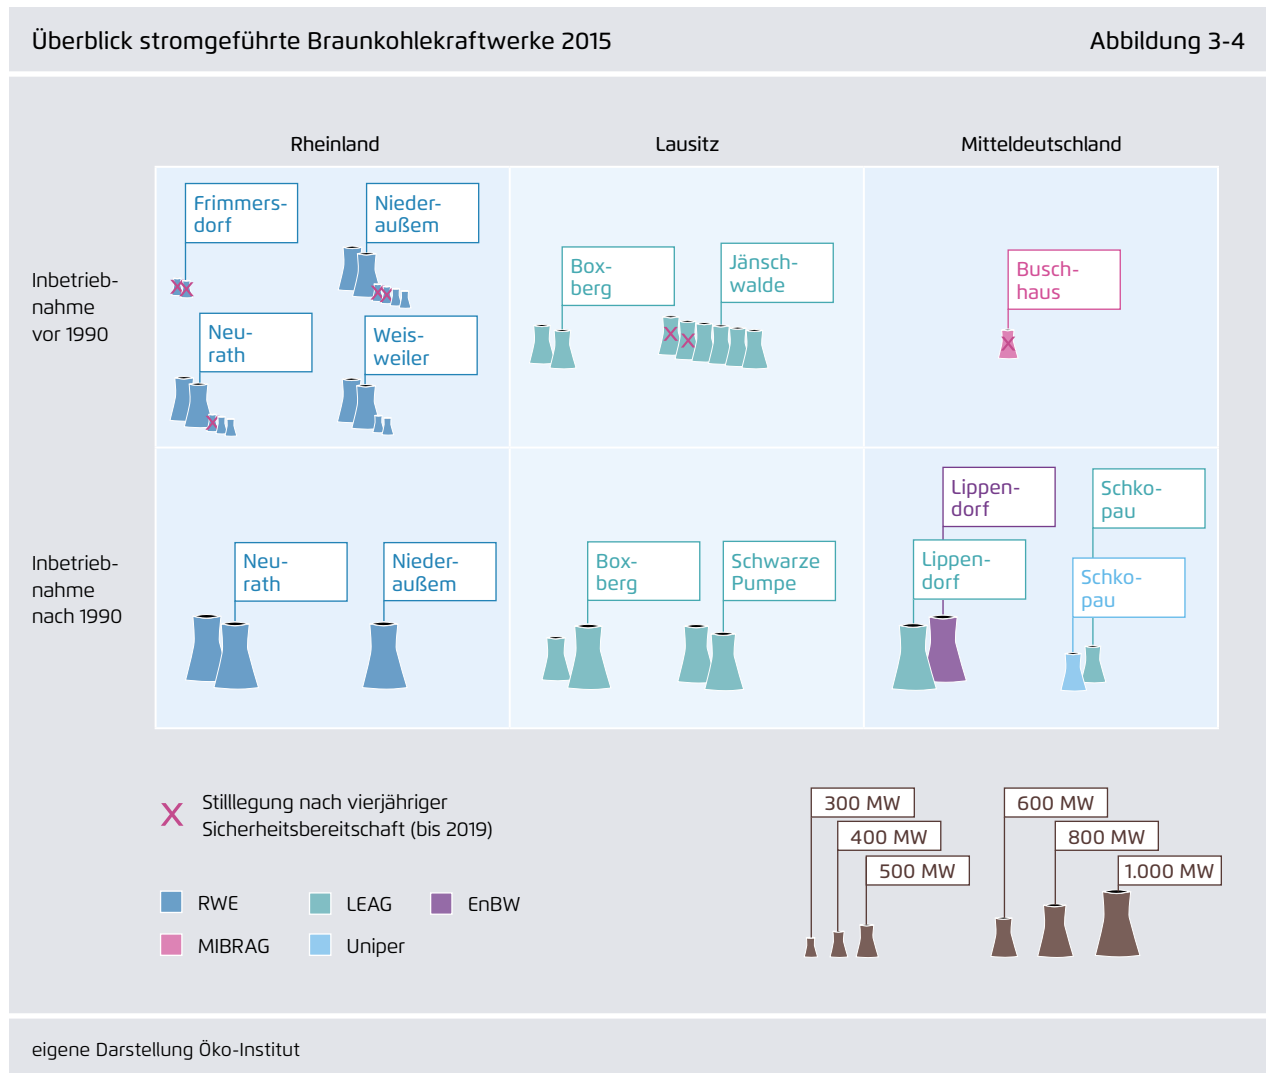 Überblick stromgeführte Braunkohlekraftwerke 2015
Abbildung 3-4
Rheinland
Lausitz
Mitteldeutschland
Inbetrieb-
nahme
vor 1990
Frimmers-
dorf
Nieder-
außem
Neu-
rath
Weis-
weiler
Box-
berg
Jänsch-
walde
Busch-
haus
Inbetrieb-
nahme
nach 1990
Neu-
rath
Nieder-
außem
Box-
berg
Schwarze
Pumpe
Lippen-
dorf
Lippen-
dorf
Schko-
pau
Schko-
pau
X Stilllegung nach vierjähriger
Sicherheitsbereitschaft (bis 2019)
RWE
LEAG
EnBW
MIBRAG
Uniper
300 MW
400 MW
500 MW
600 MW
800 MW
1.000 MW
eigene Darstellung Öko-Institut